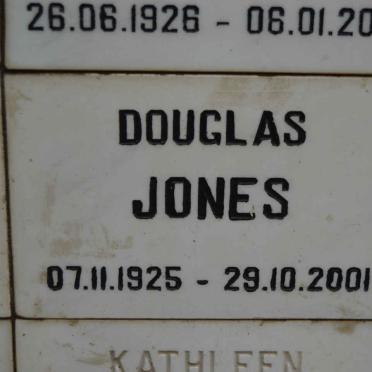 26.06.1926 - 06.01.20
DOUGLAS
JONES
07.11.1925 - 29.10.2001
KATHLEEN